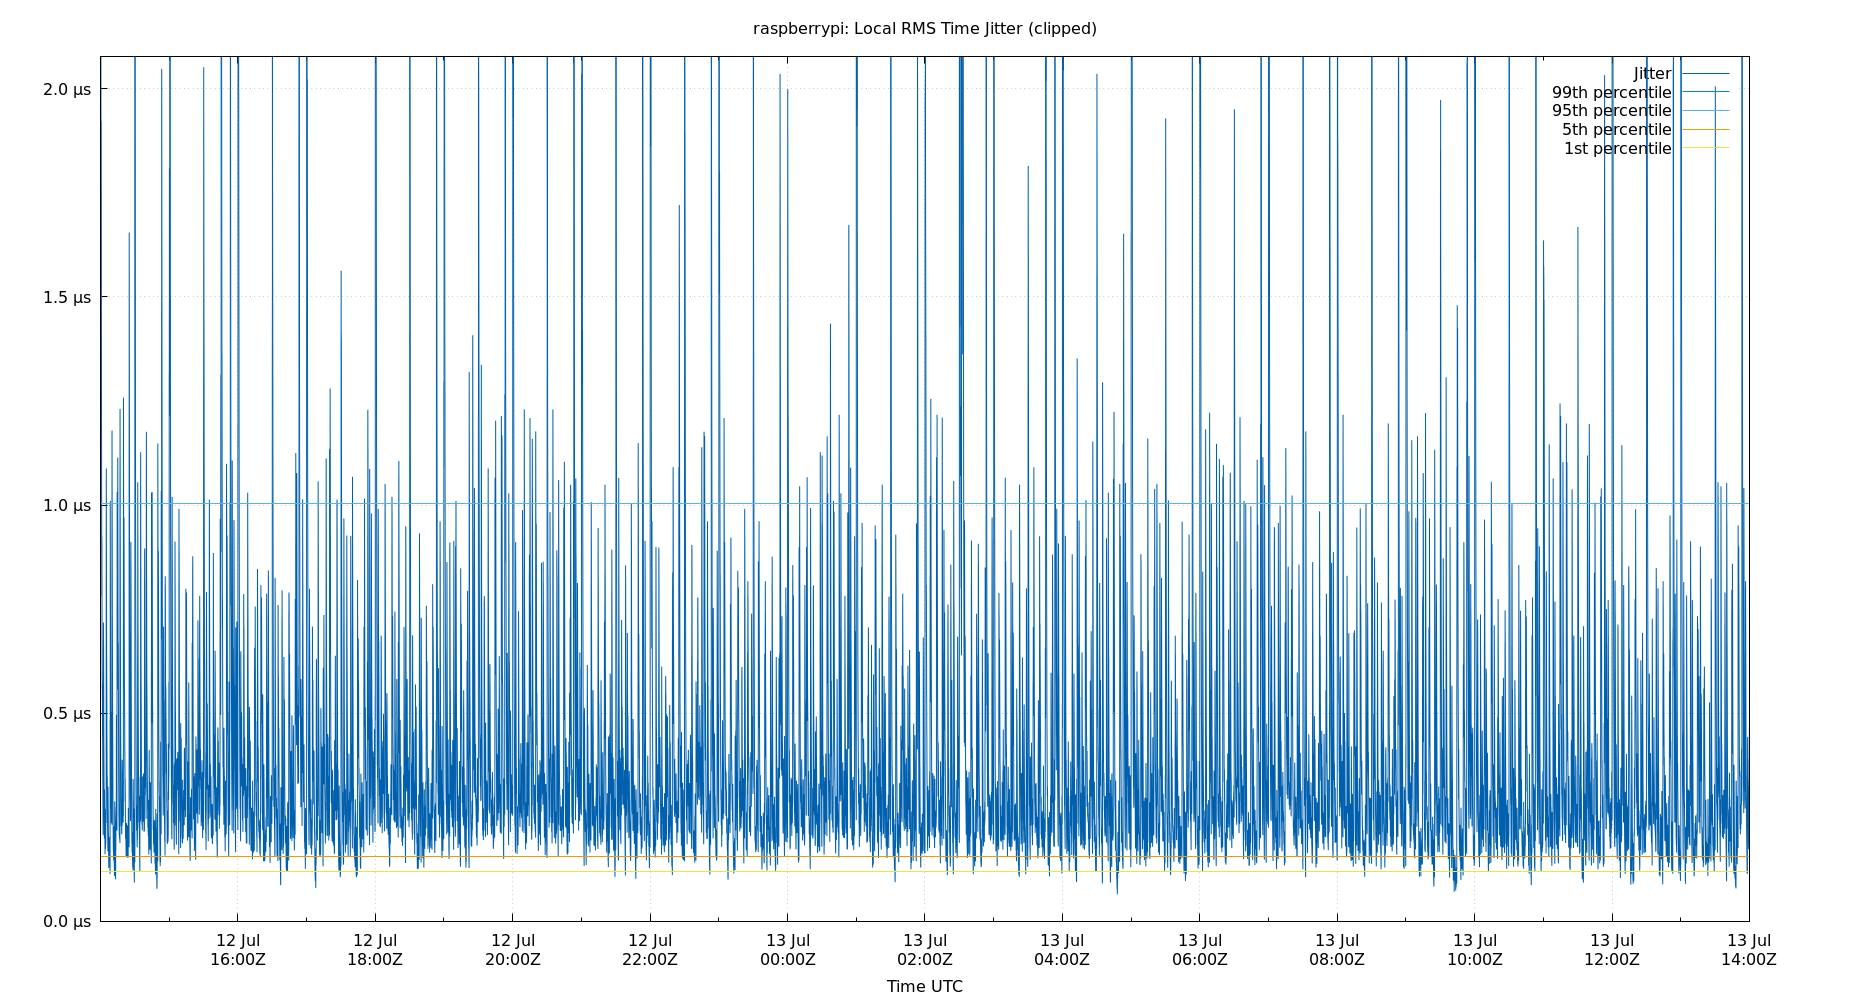 raspberrypi: Local RMS Time Jitter (clipped)
2.0 µs
1.5 µs
1.0 µs
0.5 µs
0.0 µs
Jitter
99th percentile
95th percentile
5th percentile
1st percentile
12 Jul 12 Jul 12 Jul 12 Jul 13 Jul 13 Jul 13 Jul 13 Jul 13 Jul 13 Jul 13 Jul 13 Jul
16:00Z 18:00Z 20:00Z 22:00Z 00:00Z 02:00Z 04:00Z 06:00Z 08:00Z 10:00Z 12:00Z 14:00Z
Time UTC